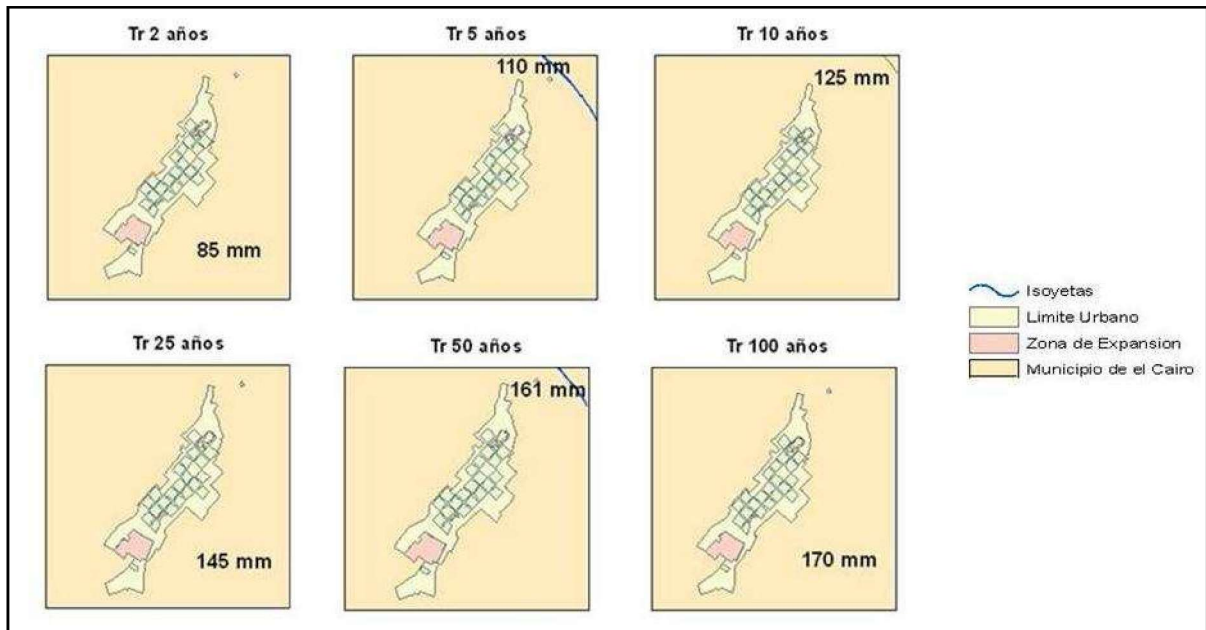 Tr 2 años
Tr 5 años
Tr 10 años
85 mm
110 mm
125 mm
Tr 25 años
Tr 50 años
Tr 100 años
145 mm
161 mm
170 mm
Isoyetas
Limite Urbano
Zona de Expansion
Municipio de el Cairo